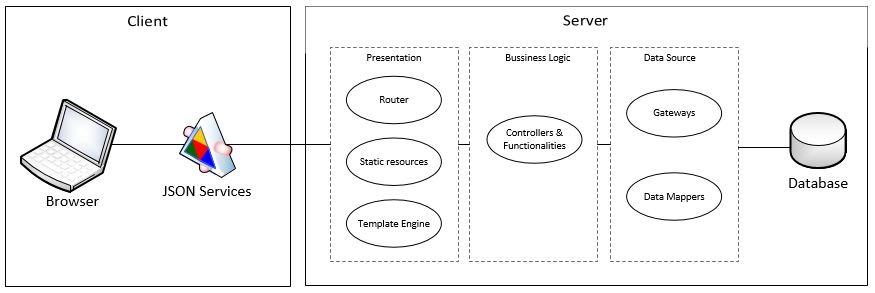 Client
Server
Presentation
Bussiness Logic
Data Source
Router
Static resources
Template Engine
Controllers &
Functionalities
Gateways
Data Mappers
Browser
JSON Services
Database